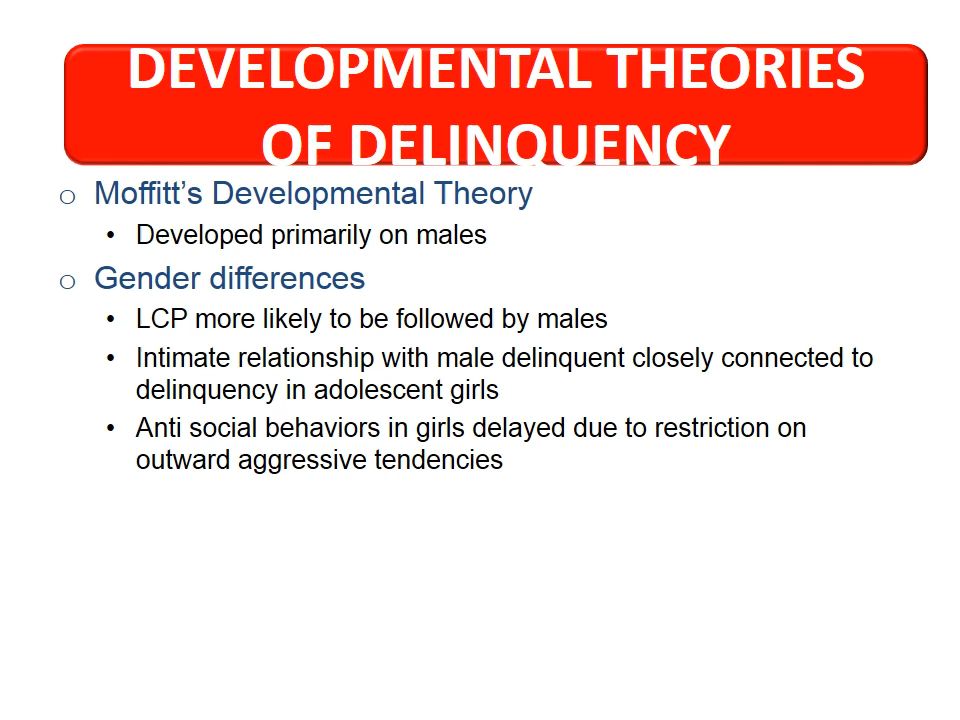 DEVELOPMENTAL THEORIES
OF DELINQUENCY
o Moffitt’s Developmental Theory
• Developed primarily on males
o Gender differences
• LCP more likely to be followed by males
• Intimate relationship with male delinquent closely connected to
delinquency in adolescent girls
• Anti social behaviors in girls delayed due to restriction on
outward aggressive tendencies